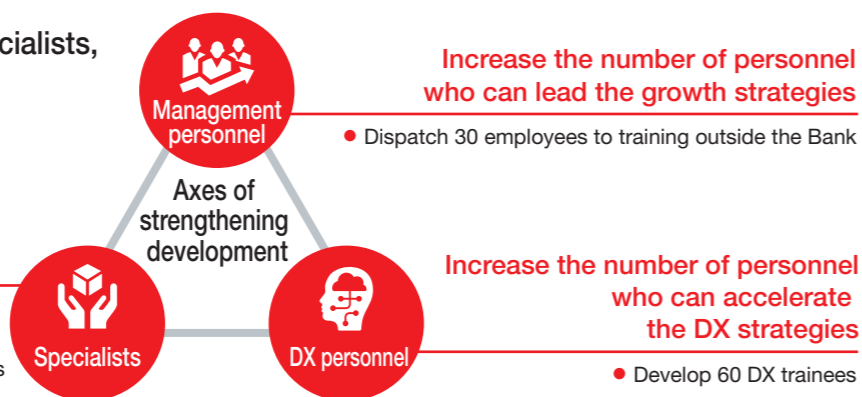 cialists,
Management
personnel
Increase the number of personnel
who can lead the growth strategies
● Dispatch 30 employees to training outside the Bank
Axes of
strengthening
development
Specialists
s
DX personnel
Increase the number of personnel
who can accelerate
the DX strategies
● Develop 60 DX trainees